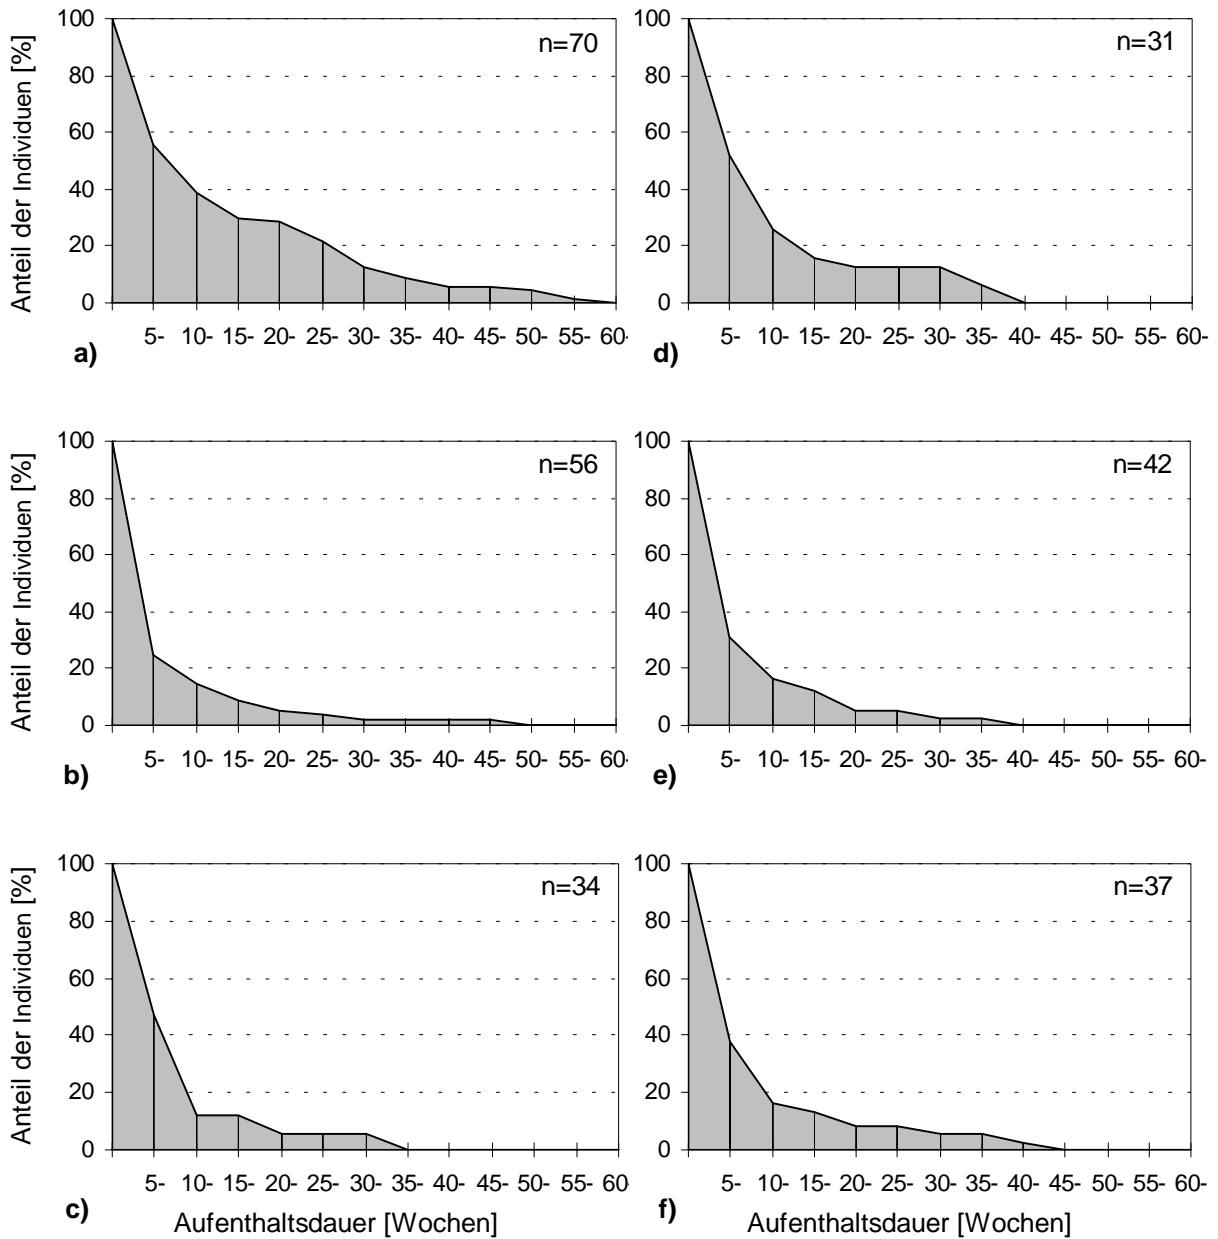 Anteil der Individuen [%]
100
80
60
40
20
0
n=70
5- 10- 15- 20- 25- 30- 35- 40- 45- 50- 55- 60-
a)
100
80
60
40
20
0
n=31
5- 10- 15- 20- 25- 30- 35- 40- 45- 50- 55- 60-
d)
Anteil der Individuen [%]
100
80
60
40
20
0
n=56
5- 10- 15- 20- 25- 30- 35- 40- 45- 50- 55- 60-
b)
100
80
60
40
20
0
n=42
5- 10- 15- 20- 25- 30- 35- 40- 45- 50- 55- 60-
e)
Anteil der Individuen [%]
100
80
60
40
20
0
n=34
5- 10- 15- 20- 25- 30- 35- 40- 45- 50- 55- 60
c)
Aufenthaltsdauer [Wochen]
100
80
60
40
20
0
n=37
5- 10- 15- 20- 25- 30- 35- 40- 45- 50- 55- 60-
f)
Aufenthaltsdauer [Wochen]